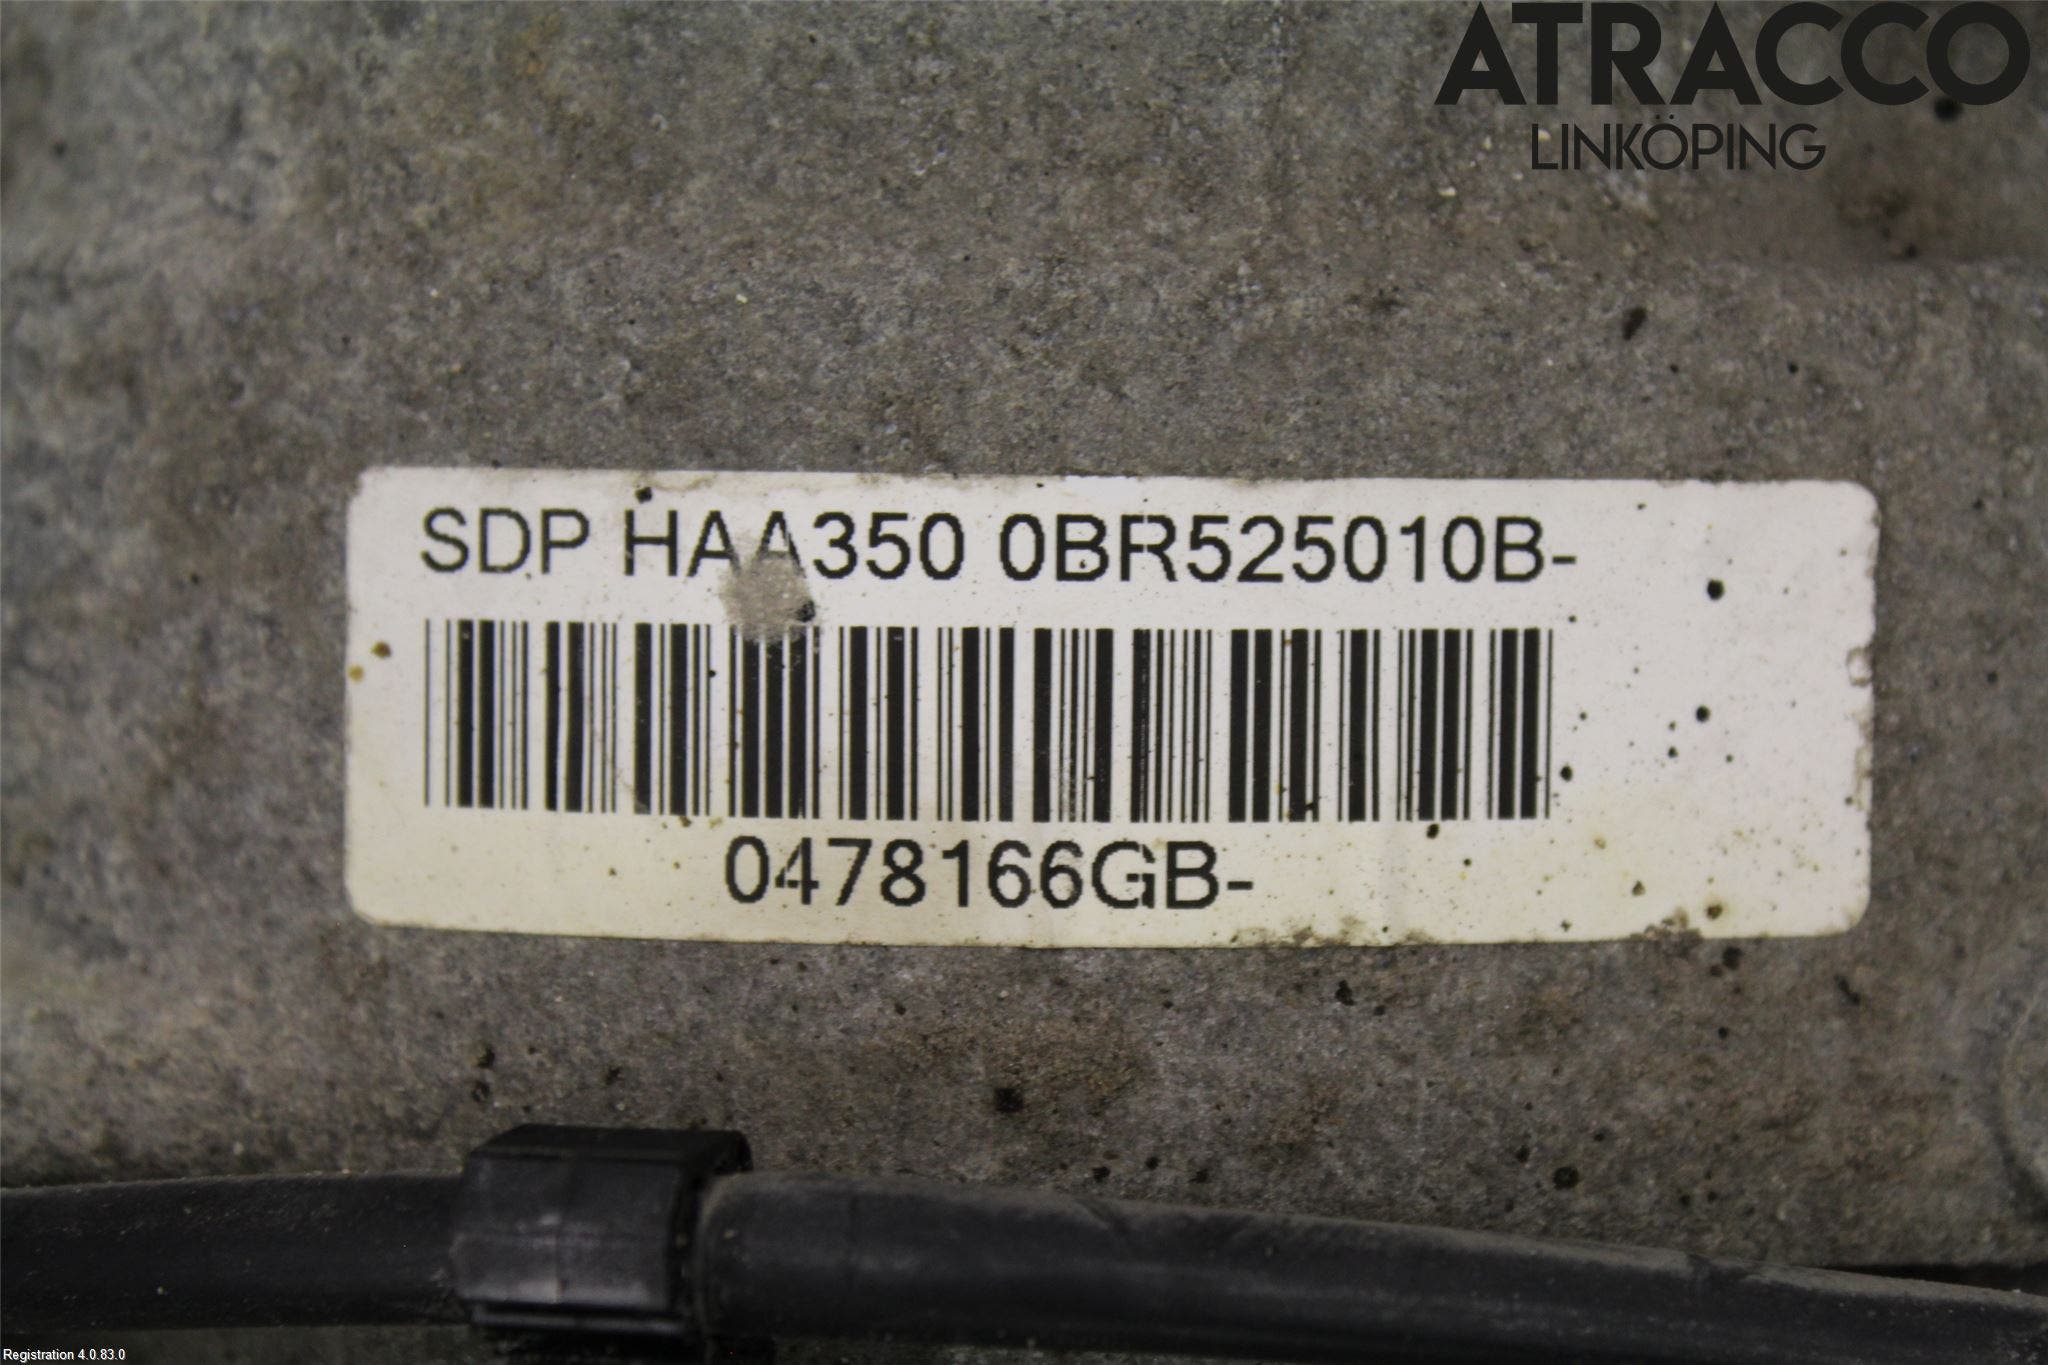 ATRACCO
LINKÖPING
SDP HAA350 0BR525010B-
0478166GB-
Registration 4.0.83.0